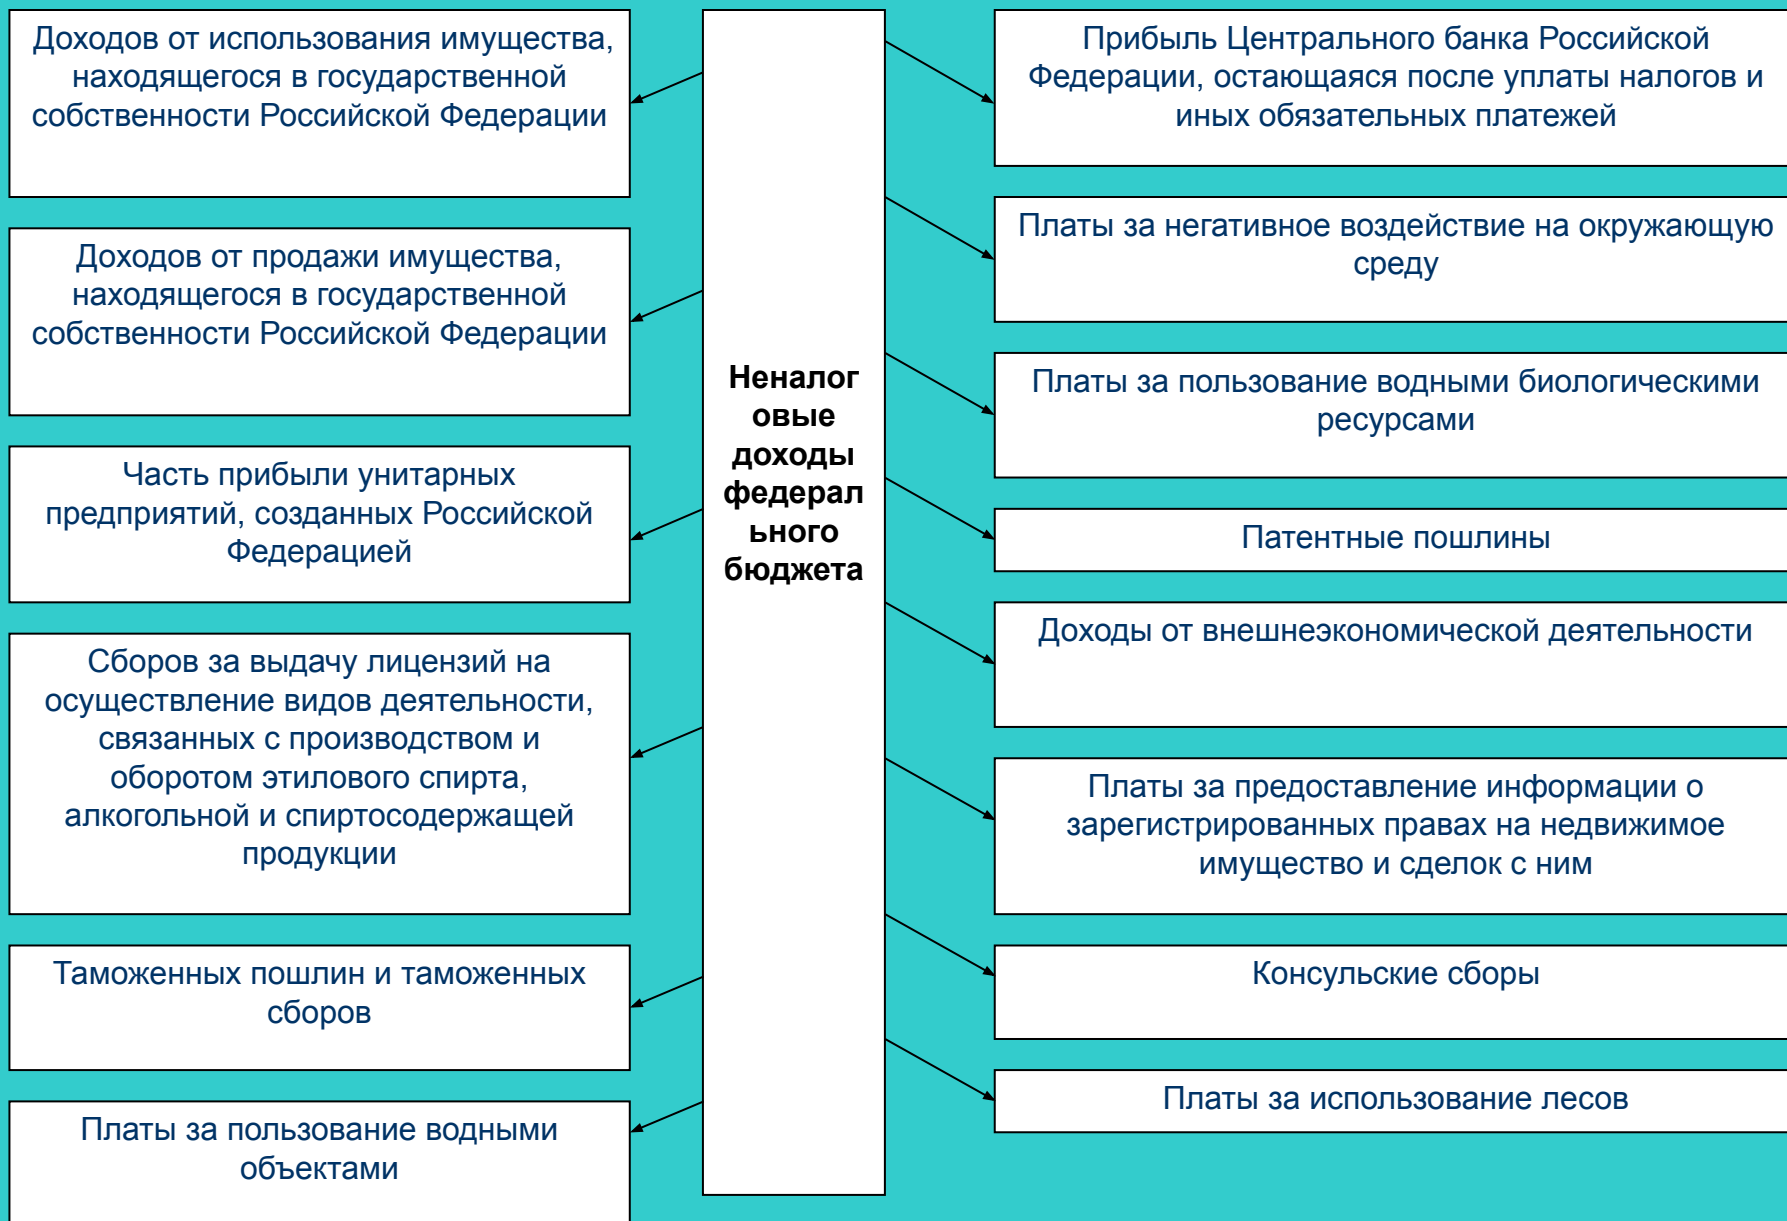 Доходов от использования имущества,
находящегося в государственной
собственности Российской Федерации
Доходов от продажи имущества,
находящегося в государственной
собственности Российской Федерации
Часть прибыли унитарных
предприятий, созданных Российской
Федерацией
Сборов за выдачу лицензий на
осуществление видов деятельности,
связанных с производством и
оборотом этилового спирта,
алкогольной и спиртосодержащей
продукции
Таможенных пошлин и таможенных
сборов
Платы за пользование водными
объектами
Неналог
овые
доходы
федерал
ьного
бюджета
Прибыль Центрального банка Российской
Федерации, остающаяся после уплаты налогов и
иных обязательных платежей
Платы за негативное воздействие на окружающую
среду
Платы за пользование водными биологическими
ресурсами
Патентные пошлины
Доходы от внешнеэкономической деятельности
Платы за предоставление информации о
зарегистрированных правах на недвижимое
имущество и сделок с ним
Консульские сборы
Платы за использование лесов